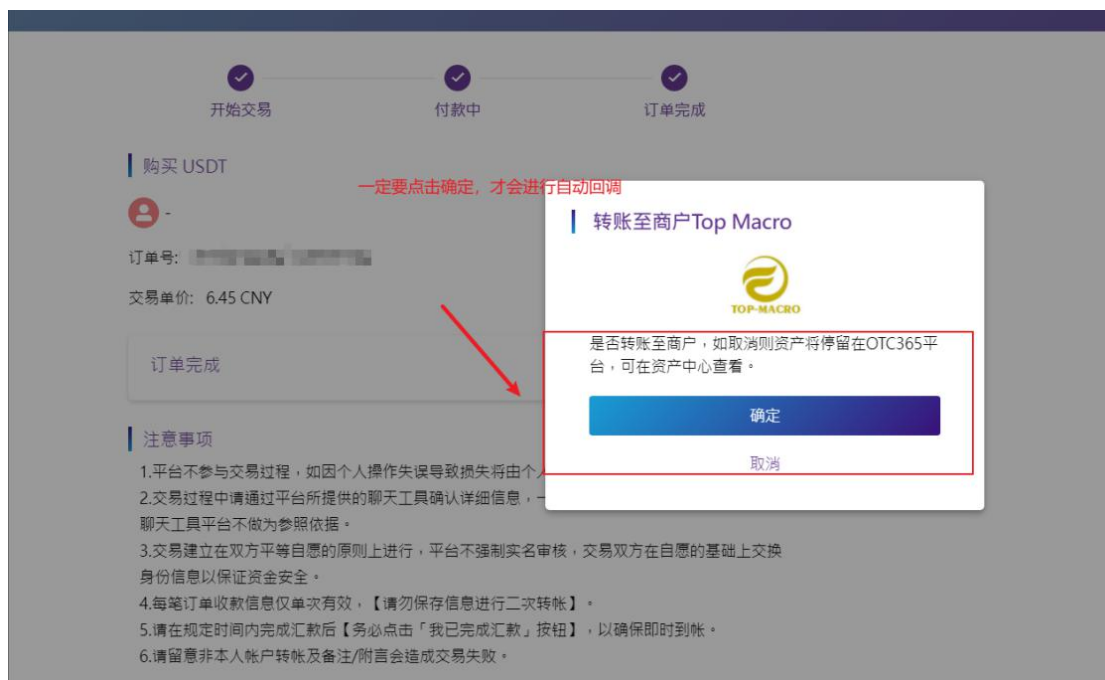 开始交易
付款中
订单完成
购买 USDT
一定要点击确定，才会进行自动回调
-
订单号:
交易单价: 6.45 CNY
订单完成
转账至商户Top Macro
TOP-MACRO
是否转账至商户，如取消则资产将停留在OTC365平
台，可在资产中心查看。
确定
取消
注意事项
1.平台不参与交易过程，如因个人操作失误导致损失将由个
2.交易过程中请通过平台所提供的聊天工具确认详细信息，
聊天工具平台不做为参照依据。
3.交易建立在双方平等自愿的原则上进行，平台不强制实名审核，交易双方在自愿的基础上交换
身份信息以保证资金安全。
4.每笔订单收款信息仅单次有效，【请勿保存信息进行二次转帐】。
5.请在规定时间内完成汇款后【务必点击「我已完成汇款」按钮】，以确保即时到帐。
6.请留意非本人帐户转帐及备注/附言会造成交易失败。